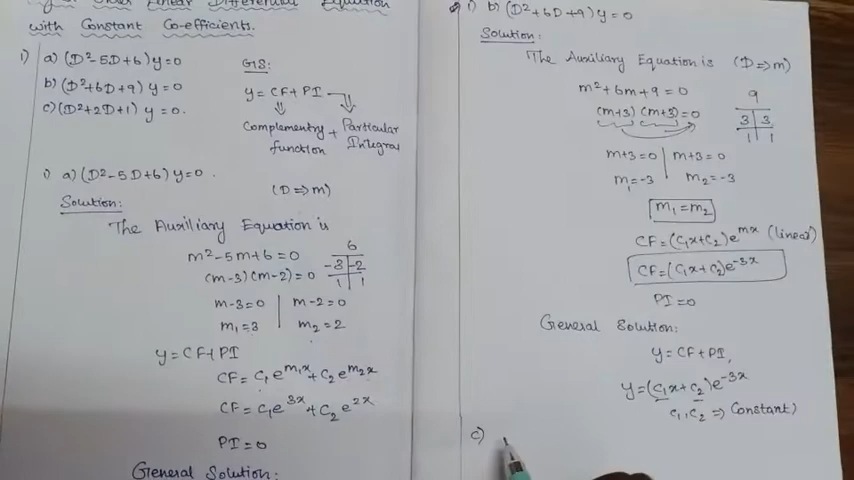 Order Linear Differential Equation
with Constant Co-efficients.
1) a) (D²-5D+6)y=0
b) (D²+6D+9)y=0
c) (D²+2D+1) y=0.
G.S:
y= CF+PI
Complementry + Particular
function Integral
1) a) (D²-5D+6)y=0.
Solution: (D⇒m)
The Auxiliary Equation is
m²-5m+6=0
6
(m-3)(m-2)=0
-3 | -2
1 | 1
m-3=0 | m-2=0
m₁=3 | m₂=2
y=CF+PI
CF=C₁e^m₁x+C₂e^m₂x
CF=C₁e^3x+C₂e^2x
PI=0
General Solution:
1) b) (D²+6D+9)y=0
Solution:
The Auxiliary Equation is (D⇒m)
m²+6m+9=0
9
(m+3)(m+3)=0
3 | 3
1 | 1
m+3=0 | m+3=0
m₁=-3 | m₂=-3
m₁=m₂
CF=(C₁x+C₂)e^mx (linear)
CF=(C₁x+C₂)e^-3x
PI=0
General Solution:
y=CF+PI,
y=(C₁x+C₂)e^-3x
C₁,C₂ ⇒ Constant)
c)